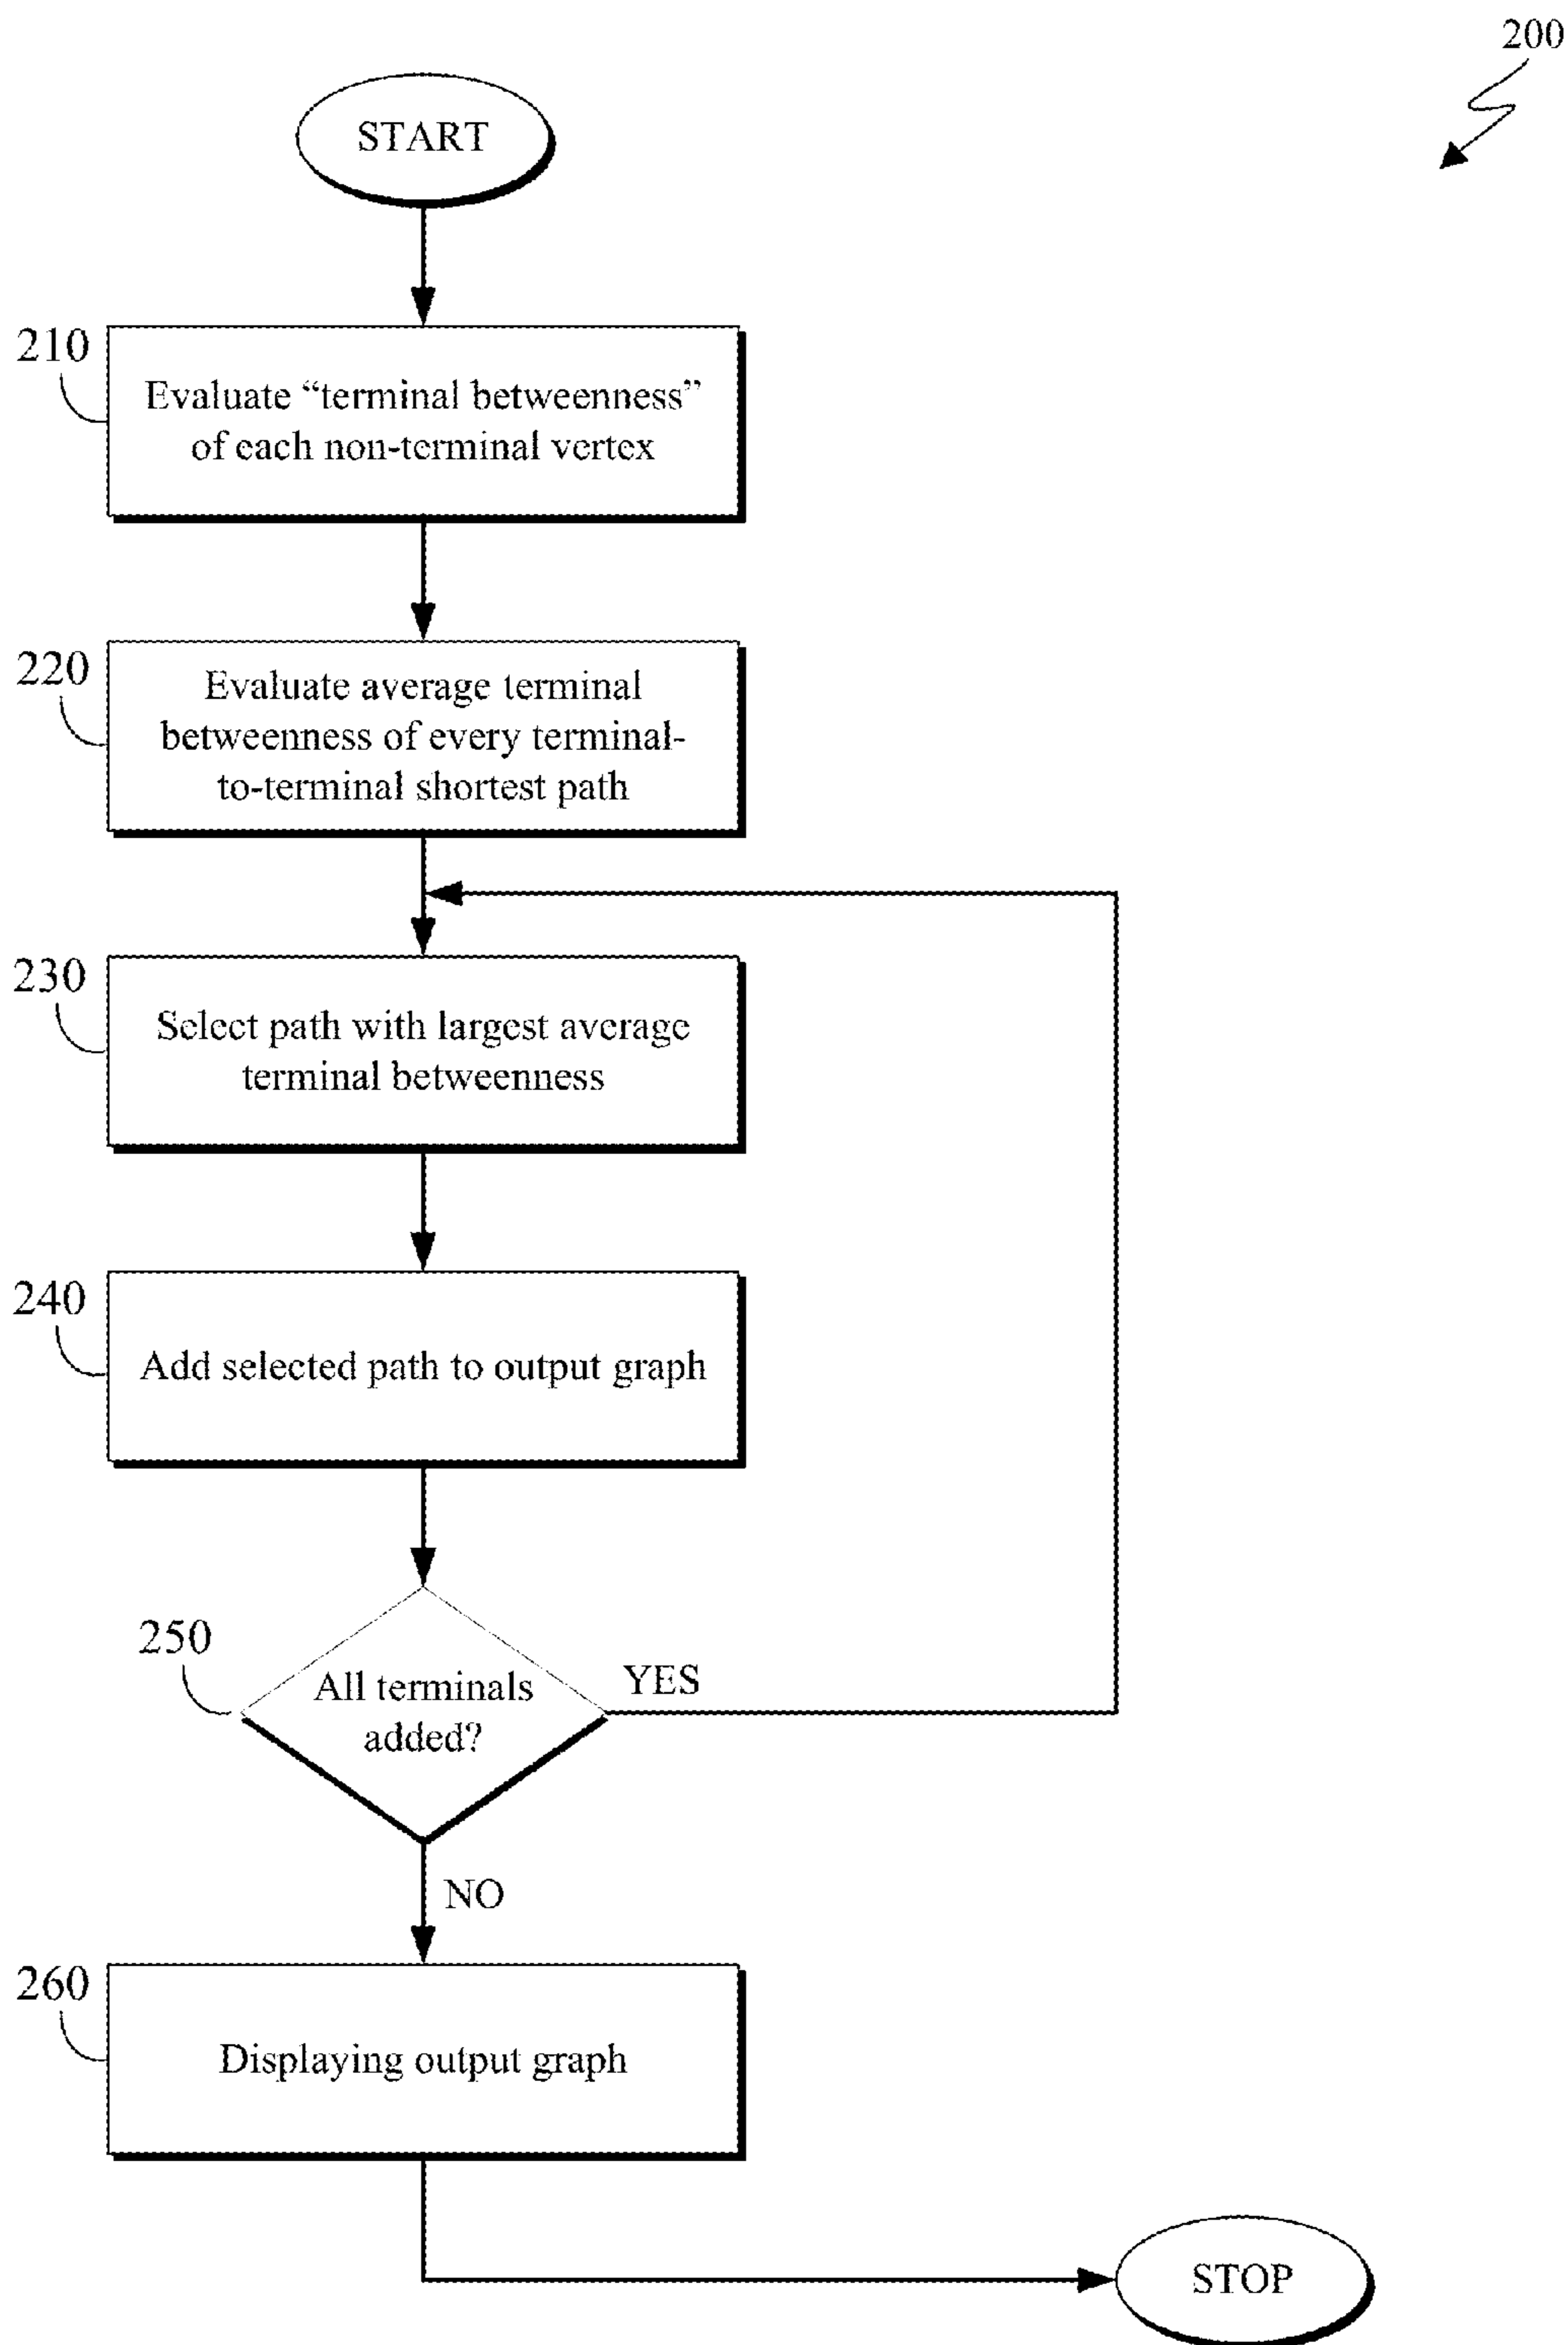 200
START
210
Evaluate “terminal betweenness”
of each non-terminal vertex
220
Evaluate average terminal
betweenness of every terminal-
to-terminal shortest path
230
Select path with largest average
terminal betweenness
240
Add selected path to output graph
250
All terminals
added?
YES
NO
260
Displaying output graph
STOP